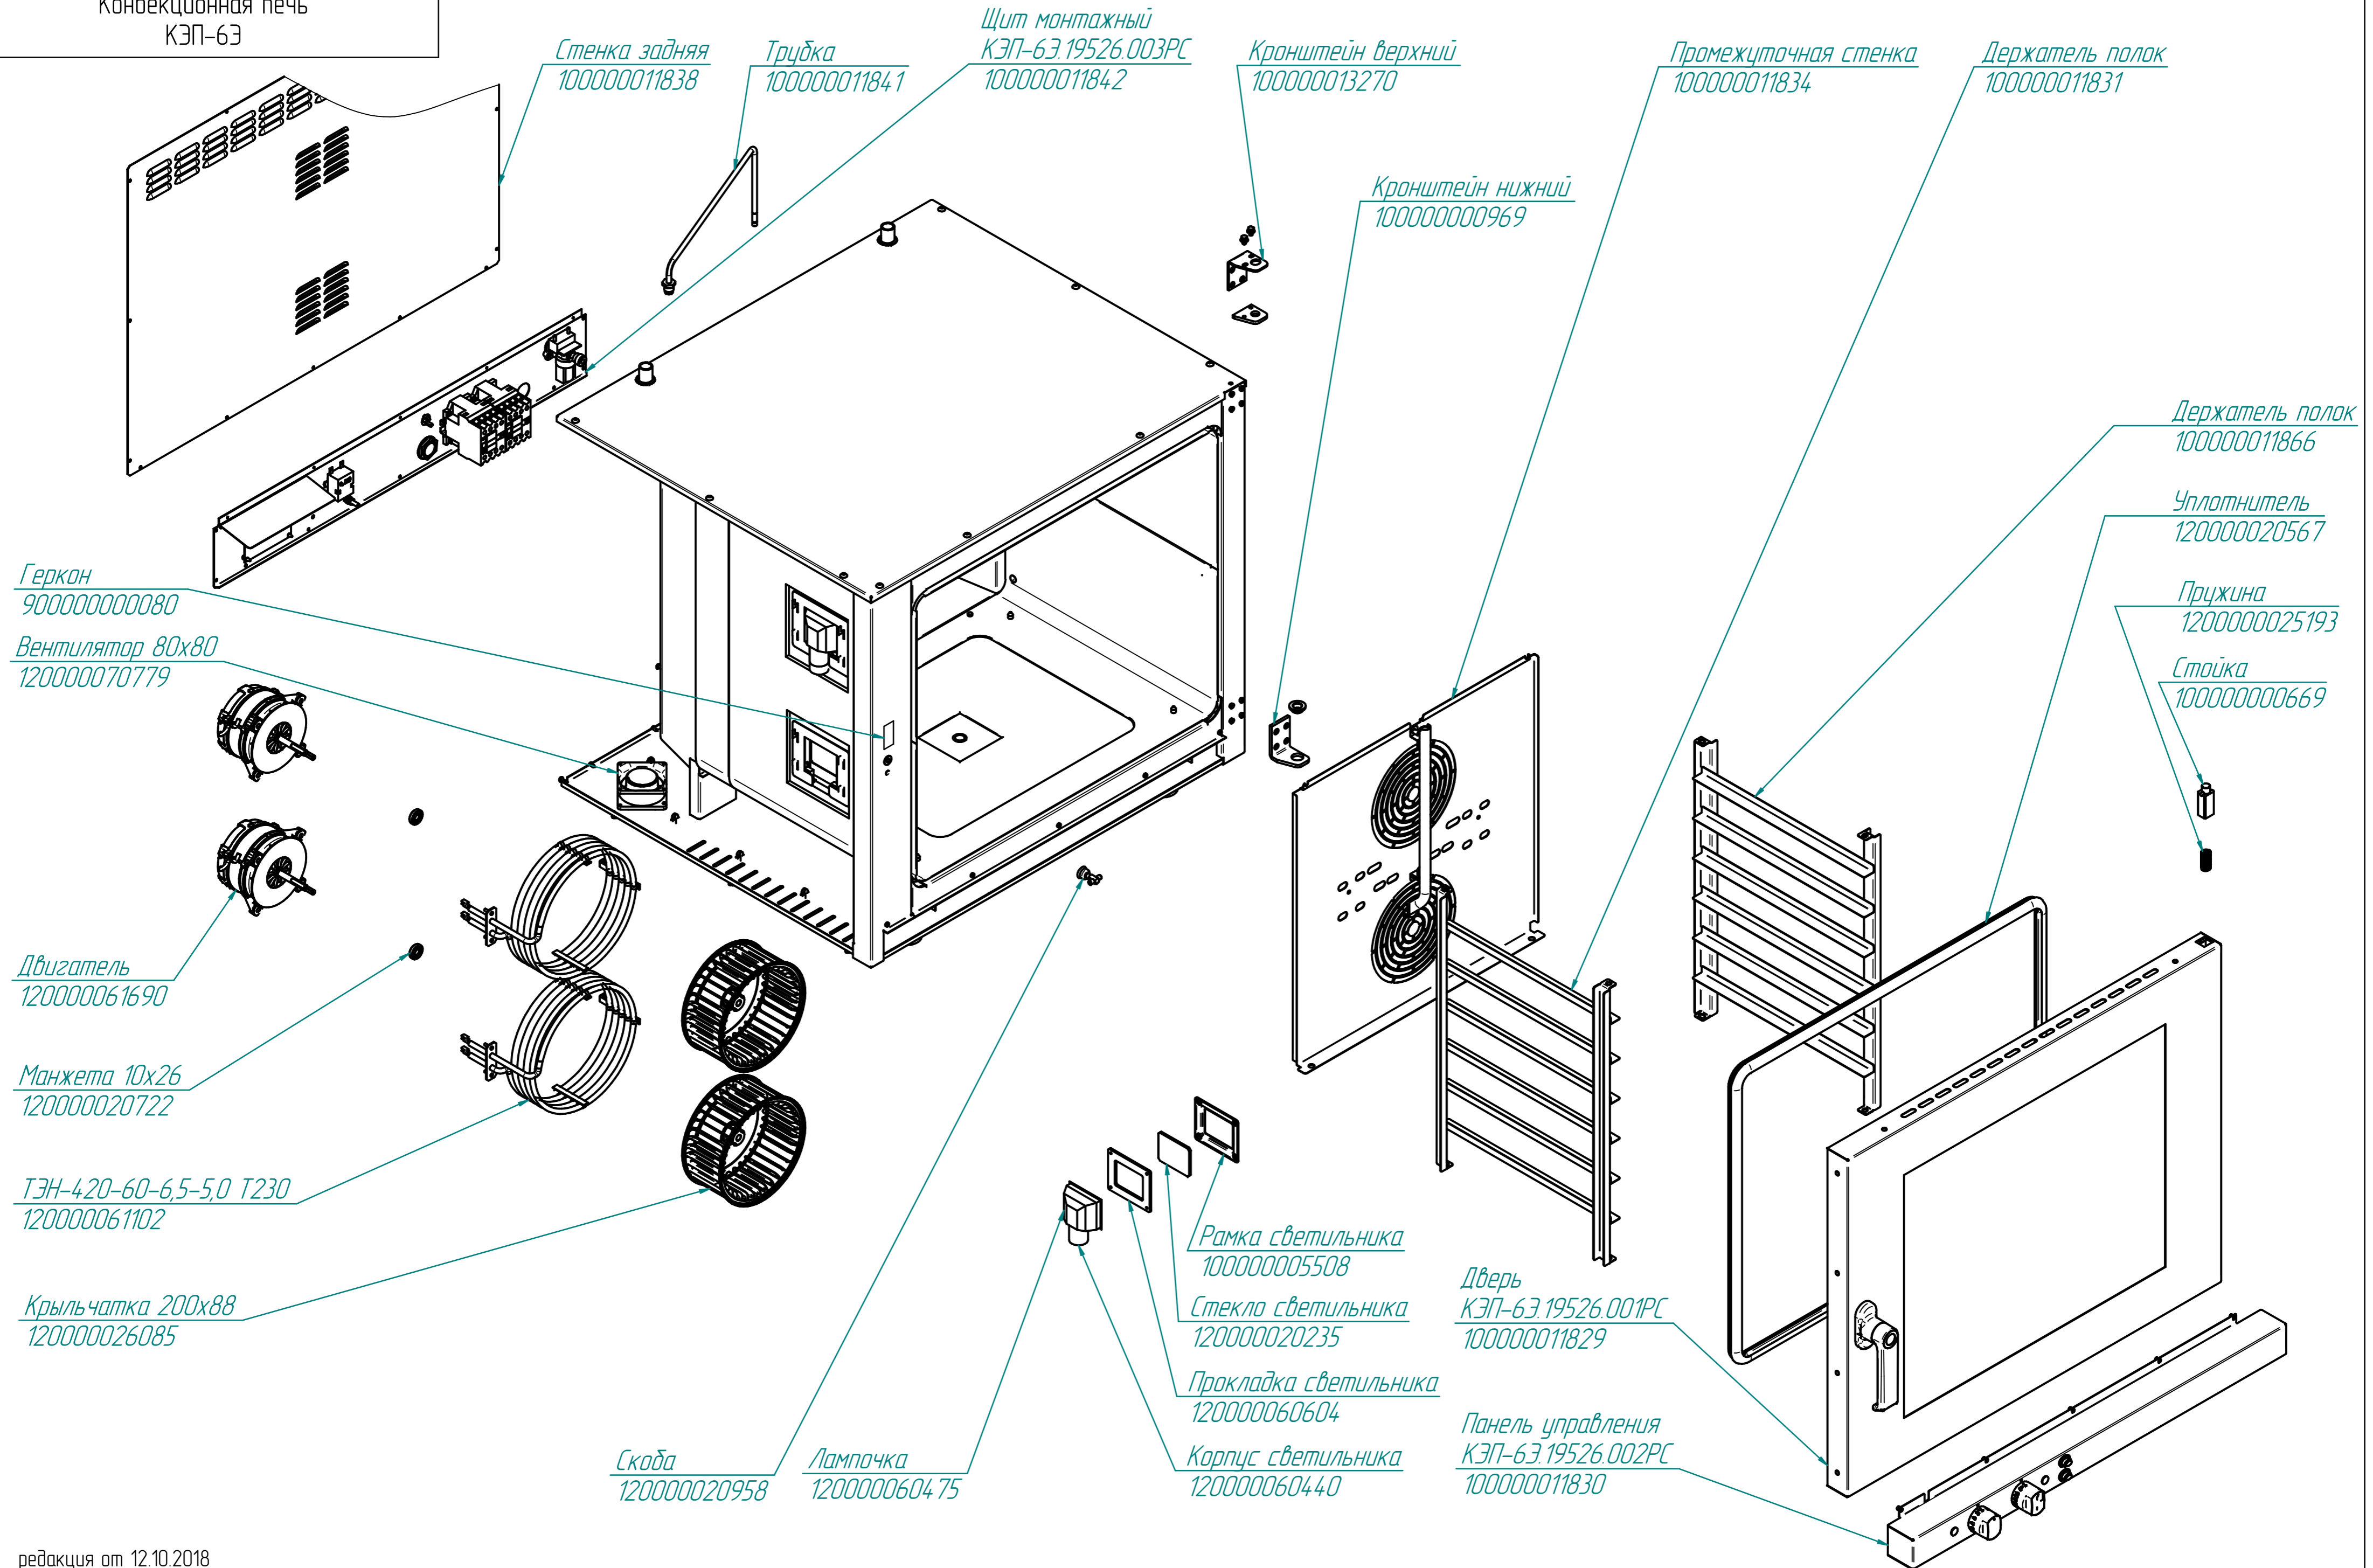 Конвекционная печь
КЭП-6Э
Стенка задняя
100000011838
Трубка
100000011841
Щит монтажный
КЭП-6Э.19526.003РС
100000011842
Кронштейн верхний
100000013270
Промежуточная стенка
100000011834
Держатель полок
100000011831
Кронштейн нижний
100000000969
Держатель полок
100000011866
Уплотнитель
120000020567
Пружина
1200000025193
Стойка
100000000669
Геркон
900000000080
Вентилятор 80х80
120000070779
Двигатель
120000061690
Манжета 10х26
120000020722
ТЭН-420-60-6,5-5,0 Т230
120000061102
Крыльчатка 200х88
120000026085
Рамка светильника
100000005508
Стекло светильника
120000020235
Прокладка светильника
120000060604
Корпус светильника
120000060440
Скоба
120000020958
Лампочка
120000060475
Дверь
КЭП-6Э.19526.001РС
100000011829
Панель управления
КЭП-6Э.19526.002РС
100000011830
редакция от 12.10.2018